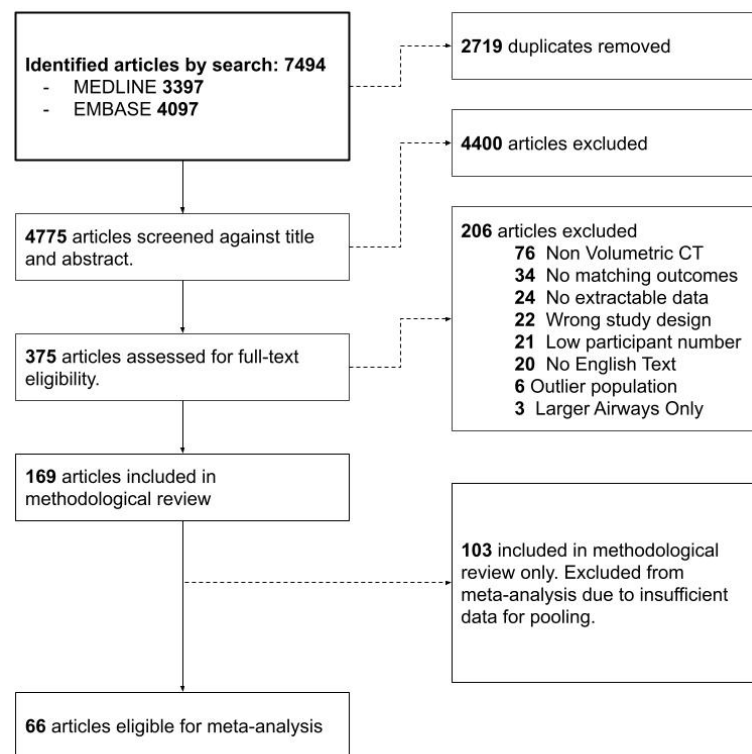 Identified articles by search: 7494
- MEDLINE 3397
- EMBASE 4097
2719 duplicates removed
4400 articles excluded
4775 articles screened against title
and abstract.
206 articles excluded
76 Non Volumetric CT
34 No matching outcomes
24 No extractable data
22 Wrong study design
21 Low participant number
20 No English Text
6 Outlier population
3 Larger Airways Only
375 articles assessed for full-text
eligibility.
169 articles included in
methodological review
103 included in methodological
review only. Excluded from
meta-analysis due to insufficient
data for pooling.
66 articles eligible for meta-analysis